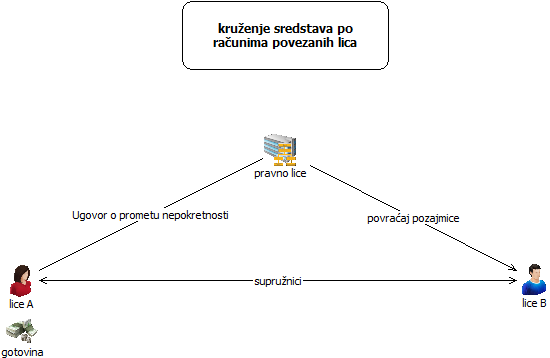 kruženje sredstava po
računima povezanih lica
pravno lice
Ugovor o prometu nepokretnosti
povraćaj pozajmice
supružnici
lice A
lice B
gotovina